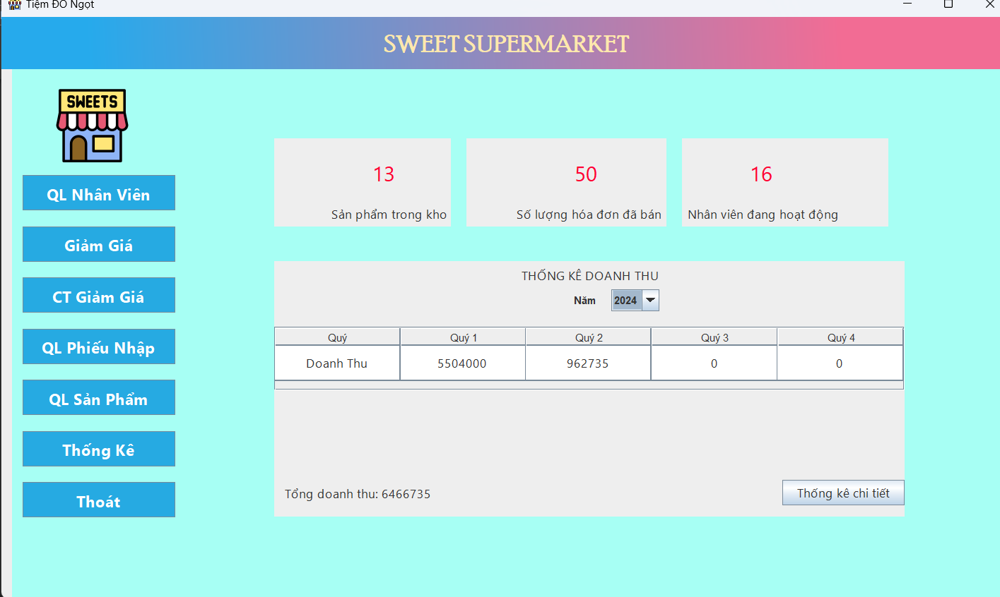 Tiệm ĐỒ Ngọt
SWEET SUPERMARKET
SWEETS
QL Nhân Viên
Giảm Giá
CT Giảm Giá
QL Phiếu Nhập
QL Sản Phẩm
Thống Kê
Thoát
13
Sản phẩm trong kho
50
Số lượng hóa đơn đã bán
16
Nhân viên đang hoạt động
THỐNG KÊ DOANH THU
Năm 2024
Quý Quý 1 Quý 2 Quý 3 Quý 4
Doanh Thu 5504000 962735 0 0
Tổng doanh thu: 6466735
Thống kê chi tiết